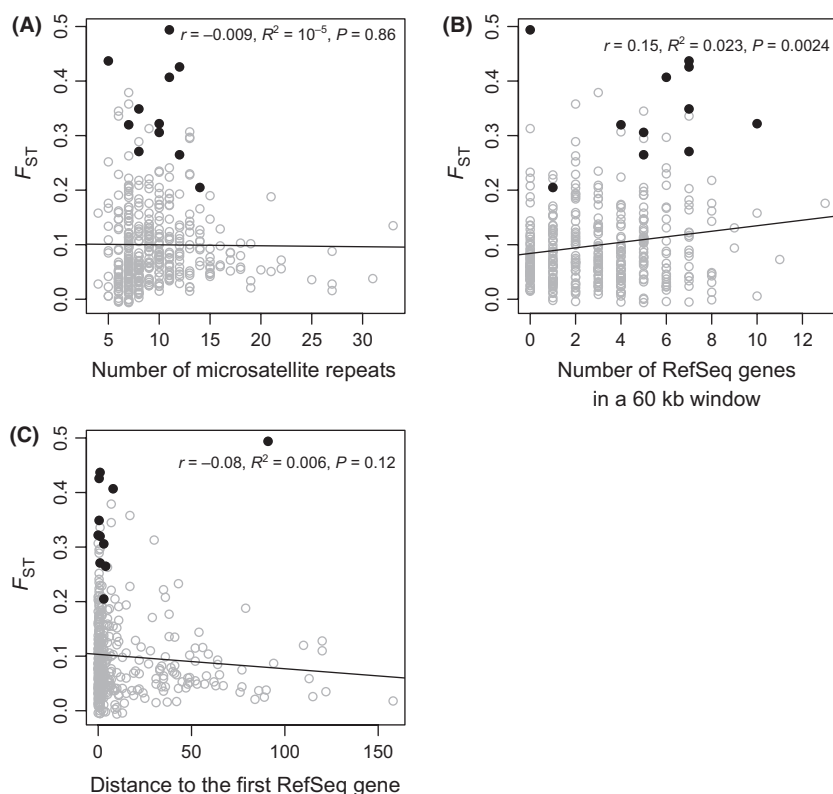 (A)
r = –0.009, R² = 10⁻⁵, P = 0.86
0.5
0.4
0.3
0.2
0.1
0.0
FST
5 10 15 20 25 30
Number of microsatellite repeats
(B)
r = 0.15, R² = 0.023, P = 0.0024
0.5
0.4
0.3
0.2
0.1
0.0
FST
0 2 4 6 8 10 12
Number of RefSeq genes
in a 60 kb window
(C)
r = –0.08, R² = 0.006, P = 0.12
0.5
0.4
0.3
0.2
0.1
0.0
FST
0 50 100 150
Distance to the first RefSeq gene